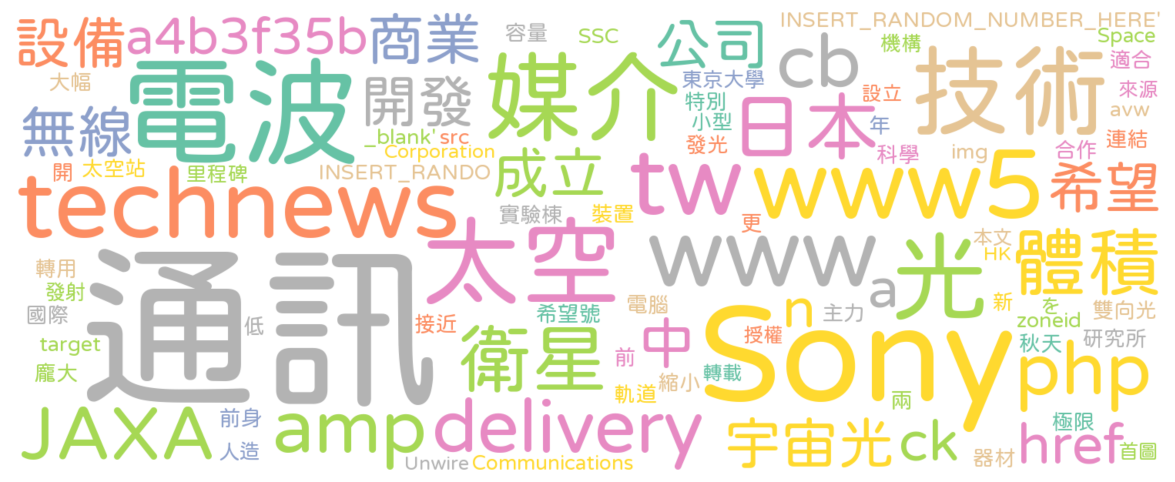 設備 a4b3f35b 商業 容量 SSC 公司 INSERT_RANDOM_NUMBER_HERE'
大幅 電波 開發 媒介 東京大學 cb 機構 Space
無線 _blank' src 特別 小型 日本 設立 技術 適合 來源
開 太空站 里程碑 Corporation 發光 年 avw
INSERT_RANDO 成立 科學 img 合作 連結
technews 實驗棟 裝置 tw www5 希望
通訊 太空 更 www 光 本文 HK 體積
轉用 發射 a
國際 低 接近 希望號 電腦 n 主力 新 を 雙向光
target 衛星 前 中 Sony 授權 zoneid 秋天 研究所
龐大 縮小 轉載 php
軌道 兩
JAXA 前身 amp delivery 宇宙光 ck 極限 href
人造 Unwire Communications 器材 首圖